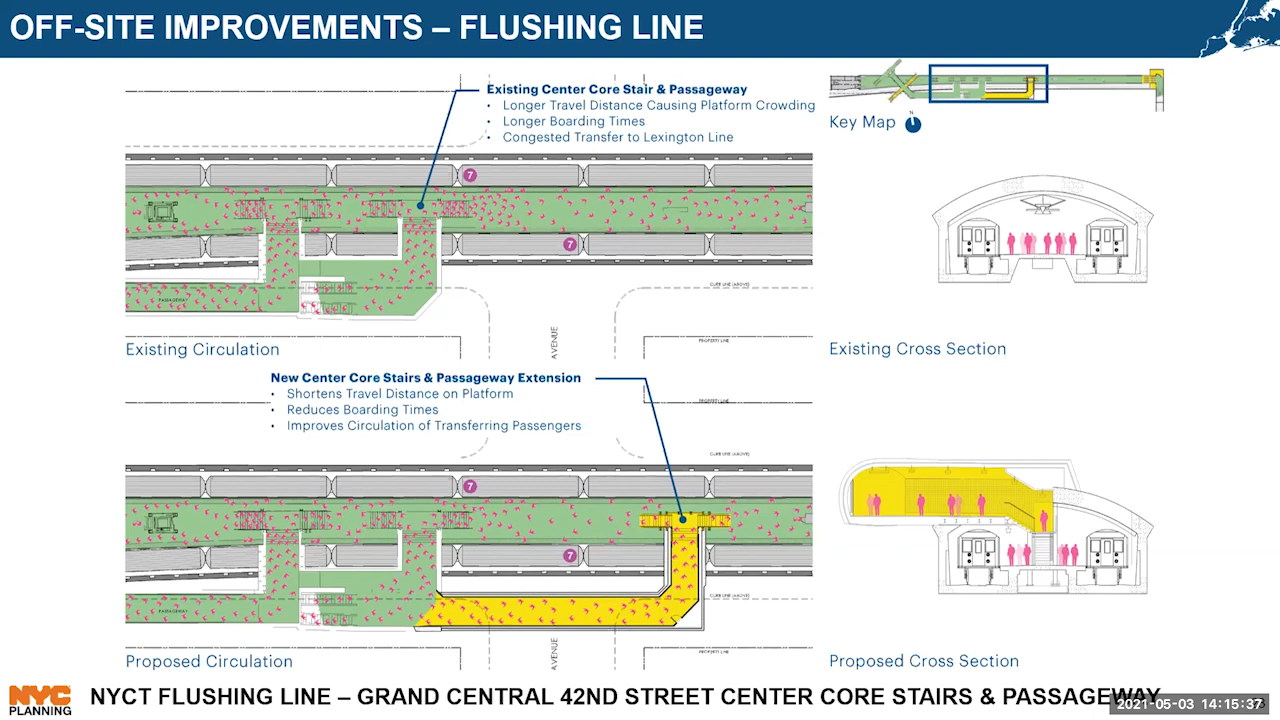 OFF-SITE IMPROVEMENTS – FLUSHING LINE
Existing Center Core Stair & Passageway
• Longer Travel Distance Causing Platform Crowding
• Longer Boarding Times
• Congested Transfer to Lexington Line
Key Map
N
7
7
PASSAGEWAY
CURB LINE (ABOVE)
AVENUE
PROPERTY LINE
Existing Circulation
Existing Cross Section
New Center Core Stairs & Passageway Extension
• Shortens Travel Distance on Platform
• Reduces Boarding Times
• Improves Circulation of Transferring Passengers
PROPERTY LINE
CURB LINE (ABOVE)
7
7
PASSAGEWAY
CURB LINE (ABOVE)
AVENUE
PROPERTY LINE
Proposed Circulation
Proposed Cross Section
NYC
PLANNING
NYCT FLUSHING LINE – GRAND CENTRAL 42ND STREET CENTER CORE STAIRS & PASSAGEWAY
2021-05-03 14:15:37